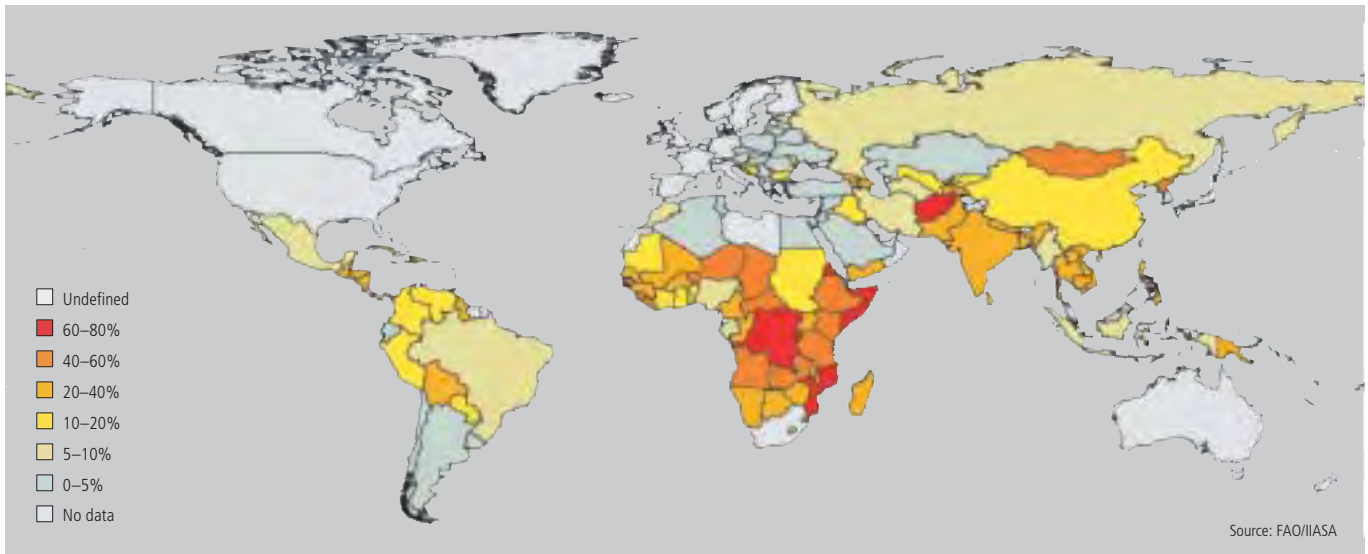 Undefined
60–80%
40–60%
20–40%
10–20%
5–10%
0–5%
No data
Source: FAO/IIASA